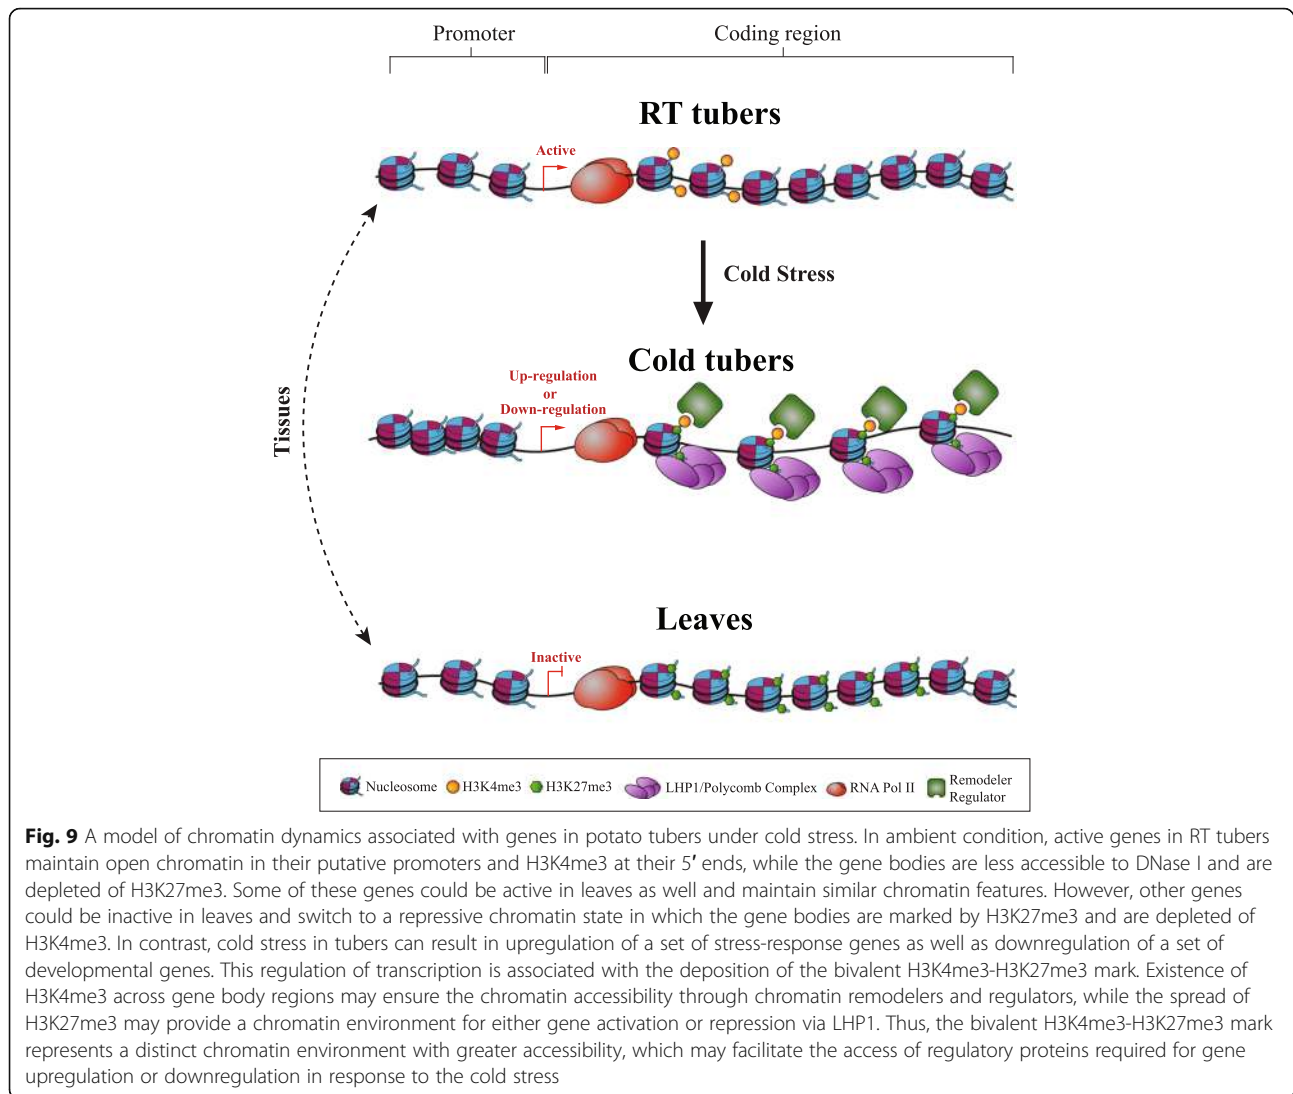 Promoter
Coding region
RT tubers
Active
Cold Stress
Cold tubers
Up-regulation
or
Down-regulation
Tissues
Leaves
Inactive
Nucleosome H3K4me3 H3K27me3 LHP1/Polycomb Complex RNA Pol II Remodeler
Regulator
Fig. 9 A model of chromatin dynamics associated with genes in potato tubers under cold stress. In ambient condition, active genes in RT tubers
maintain open chromatin in their putative promoters and H3K4me3 at their 5′ ends, while the gene bodies are less accessible to DNase I and are
depleted of H3K27me3. Some of these genes could be active in leaves as well and maintain similar chromatin features. However, other genes
could be inactive in leaves and switch to a repressive chromatin state in which the gene bodies are marked by H3K27me3 and are depleted of
H3K4me3. In contrast, cold stress in tubers can result in upregulation of a set of stress-response genes as well as downregulation of a set of
developmental genes. This regulation of transcription is associated with the deposition of the bivalent H3K4me3-H3K27me3 mark. Existence of
H3K4me3 across gene body regions may ensure the chromatin accessibility through chromatin remodelers and regulators, while the spread of
H3K27me3 may provide a chromatin environment for either gene activation or repression via LHP1. Thus, the bivalent H3K4me3-H3K27me3 mark
represents a distinct chromatin environment with greater accessibility, which may facilitate the access of regulatory proteins required for gene
upregulation or downregulation in response to the cold stress